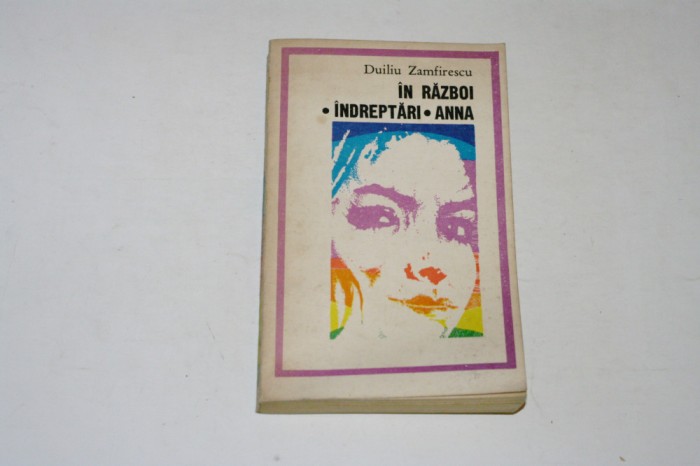 Duiliu Zamfirescu
ÎN RĂZBOI
• ÎNDREPTĂRI • ANNA